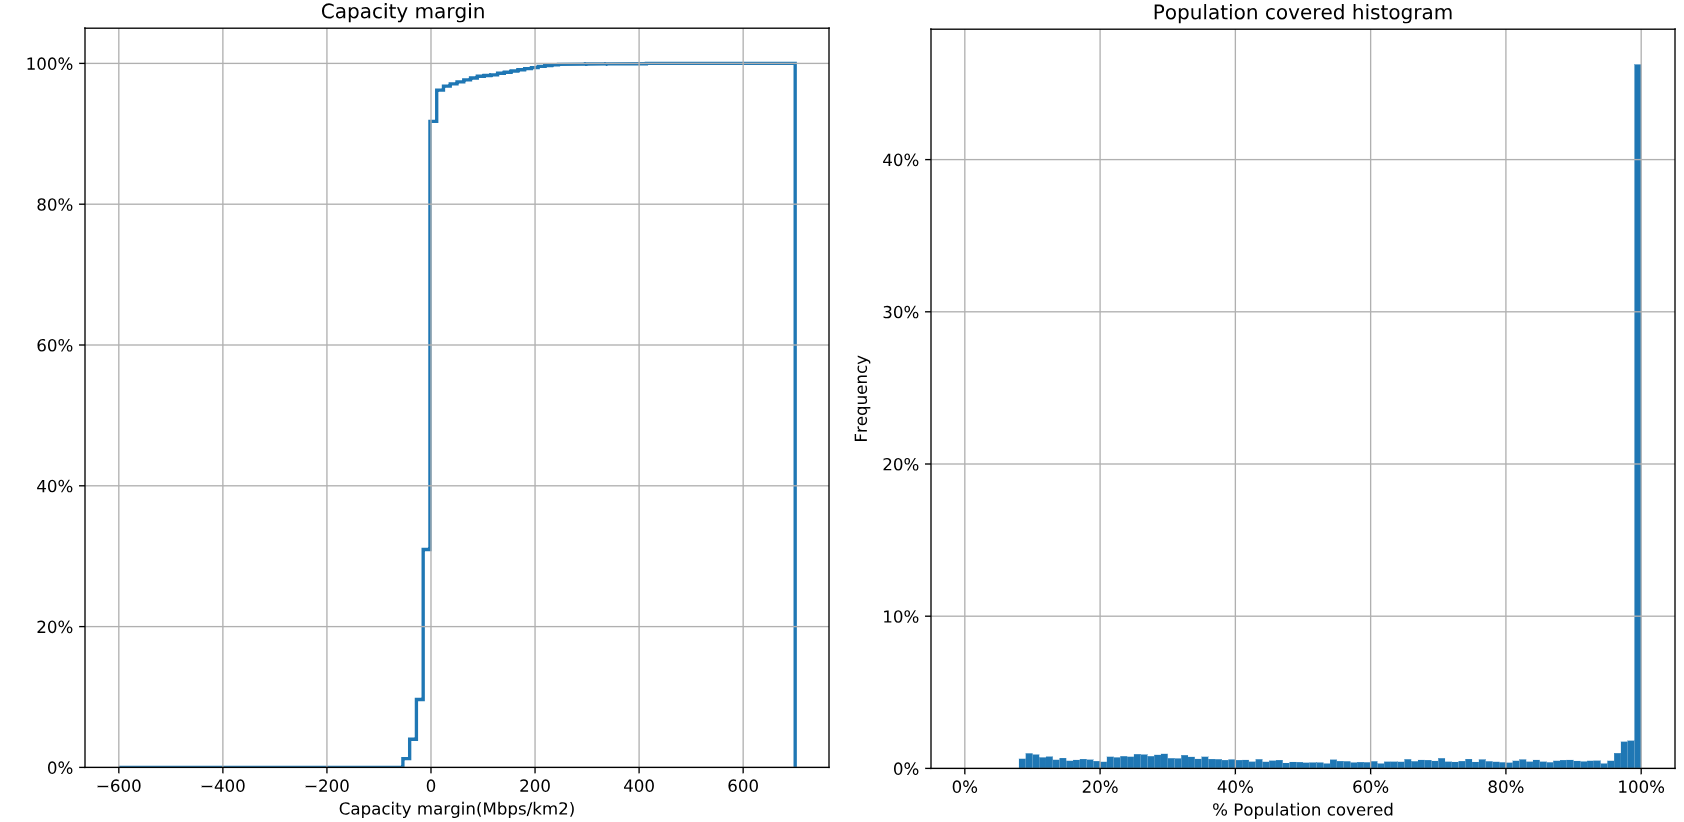 Capacity margin
100%
80%
60%
40%
20%
0%
−600 −400 −200 0 200 400 600
Capacity margin(Mbps/km2)
Population covered histogram
Frequency
40%
30%
20%
10%
0%
0% 20% 40% 60% 80% 100%
% Population covered